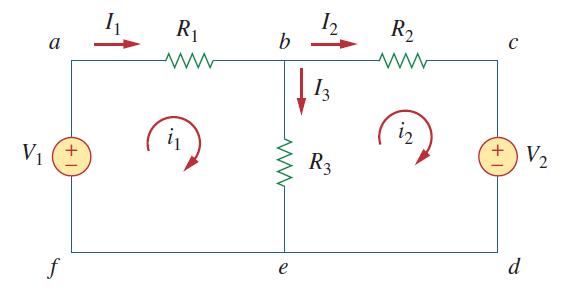 I₁ R₁ I₂ R₂
a b c
I₃
V₁ + − i₁ R₃ i₂ + − V₂
f e d